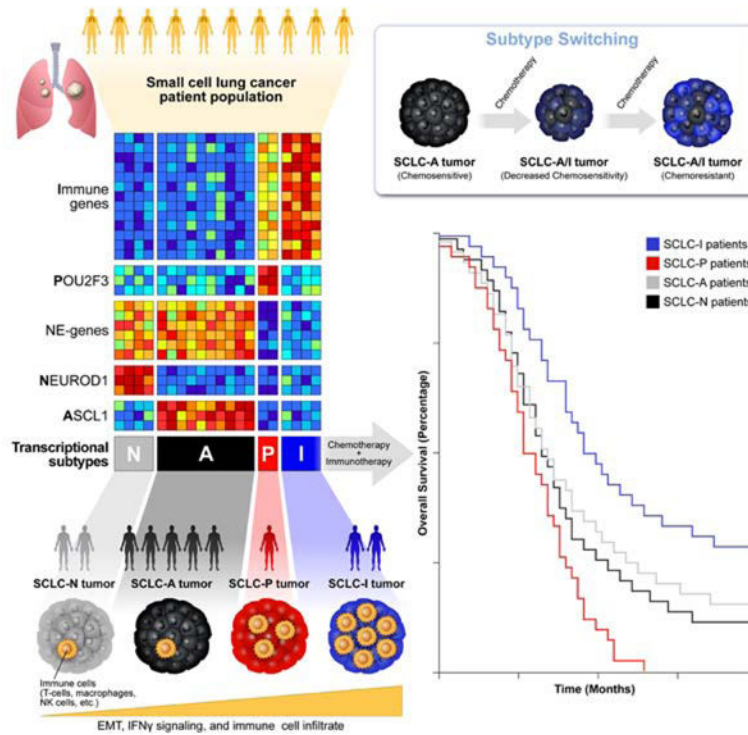 Small cell lung cancer
patient population
Immune
genes
POU2F3
NE-genes
NEUROD1
ASCL1
Transcriptional
subtypes
N
A
P
I
Chemotherapy
+
Immunotherapy
SCLC-N tumor
SCLC-A tumor
SCLC-P tumor
SCLC-I tumor
Immune cells
(T-cells, macrophages,
NK cells, etc.)
EMT, IFNγ signaling, and immune cell infiltrate
Subtype Switching
Chemotherapy
Chemotherapy
SCLC-A tumor
(Chemosensitive)
SCLC-A/I tumor
(Decreased Chemosensitivity)
SCLC-A/I tumor
(Chemoresistant)
SCLC-I patients
SCLC-P patients
SCLC-A patients
SCLC-N patients
Overall Survival (Percentage)
Time (Months)